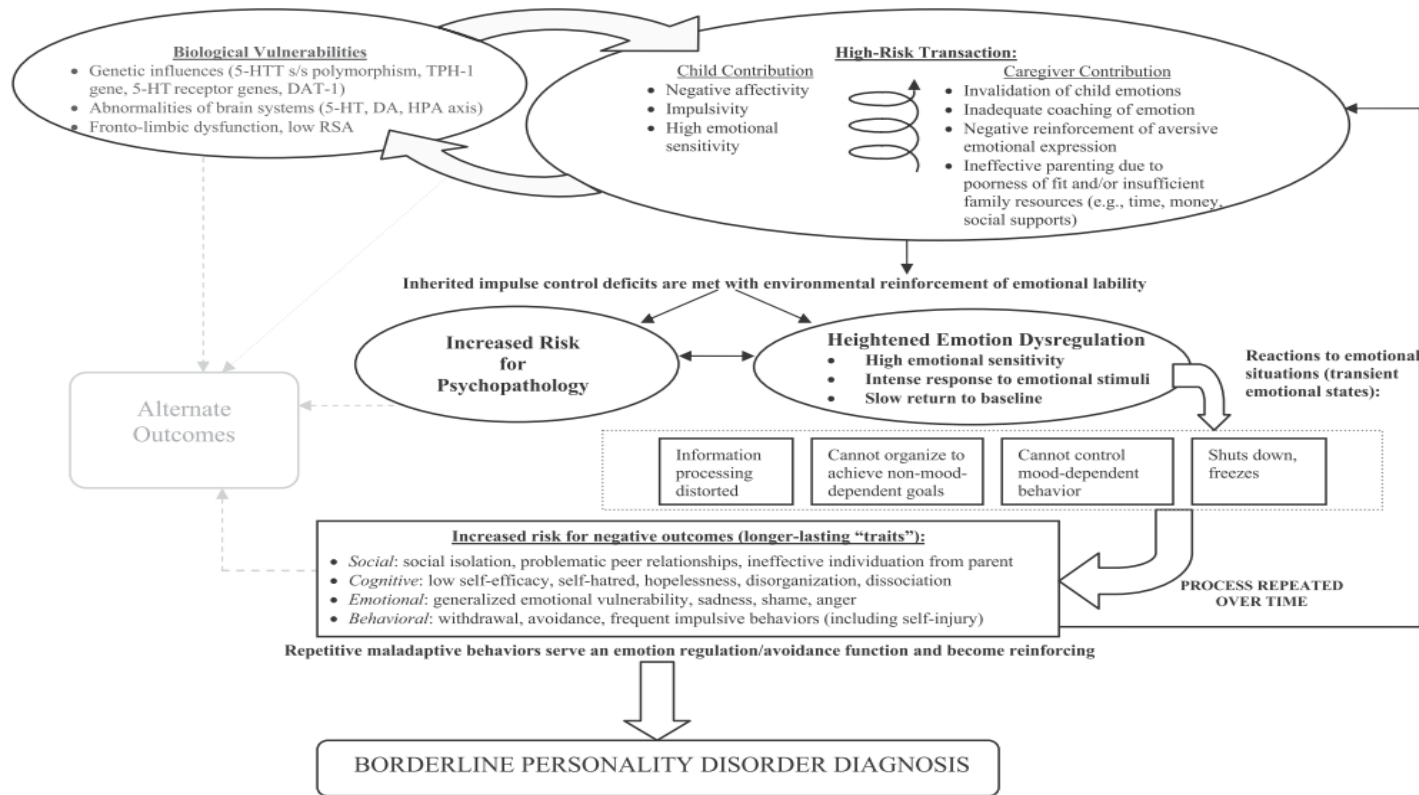 Biological Vulnerabilities
• Genetic influences (5-HTT s/s polymorphism, TPH-1
gene, 5-HT receptor genes, DAT-1)
• Abnormalities of brain systems (5-HT, DA, HPA axis)
• Fronto-limbic dysfunction, low RSA
High-Risk Transaction:
Child Contribution
• Negative affectivity
• Impulsivity
• High emotional
sensitivity
Caregiver Contribution
• Invalidation of child emotions
• Inadequate coaching of emotion
• Negative reinforcement of aversive
emotional expression
• Ineffective parenting due to
poorness of fit and/or insufficient
family resources (e.g., time, money,
social supports)
Inherited impulse control deficits are met with environmental reinforcement of emotional lability
Increased Risk
for
Psychopathology
Heightened Emotion Dysregulation
• High emotional sensitivity
• Intense response to emotional stimuli
• Slow return to baseline
Reactions to emotional
situations (transient
emotional states):
Alternate
Outcomes
Information
processing
distorted
Cannot organize to
achieve non-mood-
dependent goals
Cannot control
mood-dependent
behavior
Shuts down,
freezes
Increased risk for negative outcomes (longer-lasting “traits”):
• Social: social isolation, problematic peer relationships, ineffective individuation from parent
• Cognitive: low self-efficacy, self-hatred, hopelessness, disorganization, dissociation
• Emotional: generalized emotional vulnerability, sadness, shame, anger
• Behavioral: withdrawal, avoidance, frequent impulsive behaviors (including self-injury)
PROCESS REPEATED
OVER TIME
Repetitive maladaptive behaviors serve an emotion regulation/avoidance function and become reinforcing
BORDERLINE PERSONALITY DISORDER DIAGNOSIS